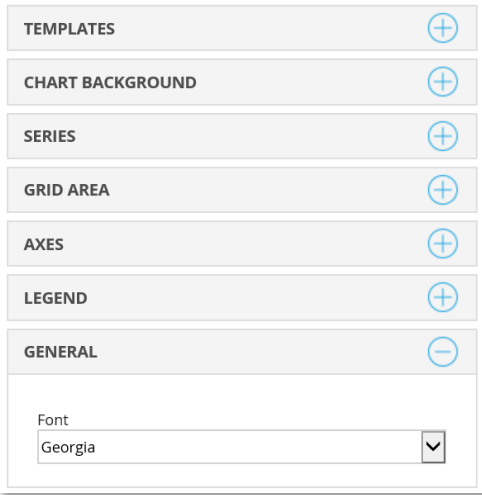 TEMPLATES
CHART BACKGROUND
SERIES
GRID AREA
AXES
LEGEND
GENERAL
Font
Georgia